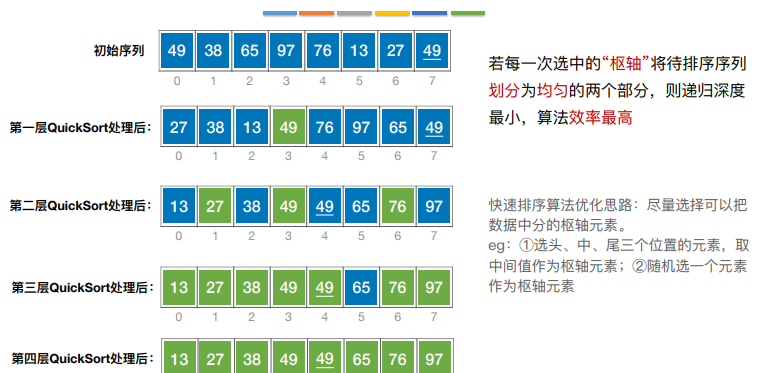 初始序列 49 38 65 97 76 13 27 49
0 1 2 3 4 5 6 7
若每一次选中的“枢轴”将待排序序列
划分为均匀的两个部分，则递归深度
最小，算法效率最高
第一层QuickSort处理后： 27 38 13 49 76 97 65 49
0 1 2 3 4 5 6 7
第二层QuickSort处理后： 13 27 38 49 49 65 76 97
0 1 2 3 4 5 6 7
快速排序算法优化思路：尽量选择可以把
数据中分的枢轴元素。
eg：①选头、中、尾三个位置的元素，取
中间值作为枢轴元素；②随机选一个元素
作为枢轴元素
第三层QuickSort处理后： 13 27 38 49 49 65 76 97
0 1 2 3 4 5 6 7
第四层QuickSort处理后： 13 27 38 49 49 65 76 97